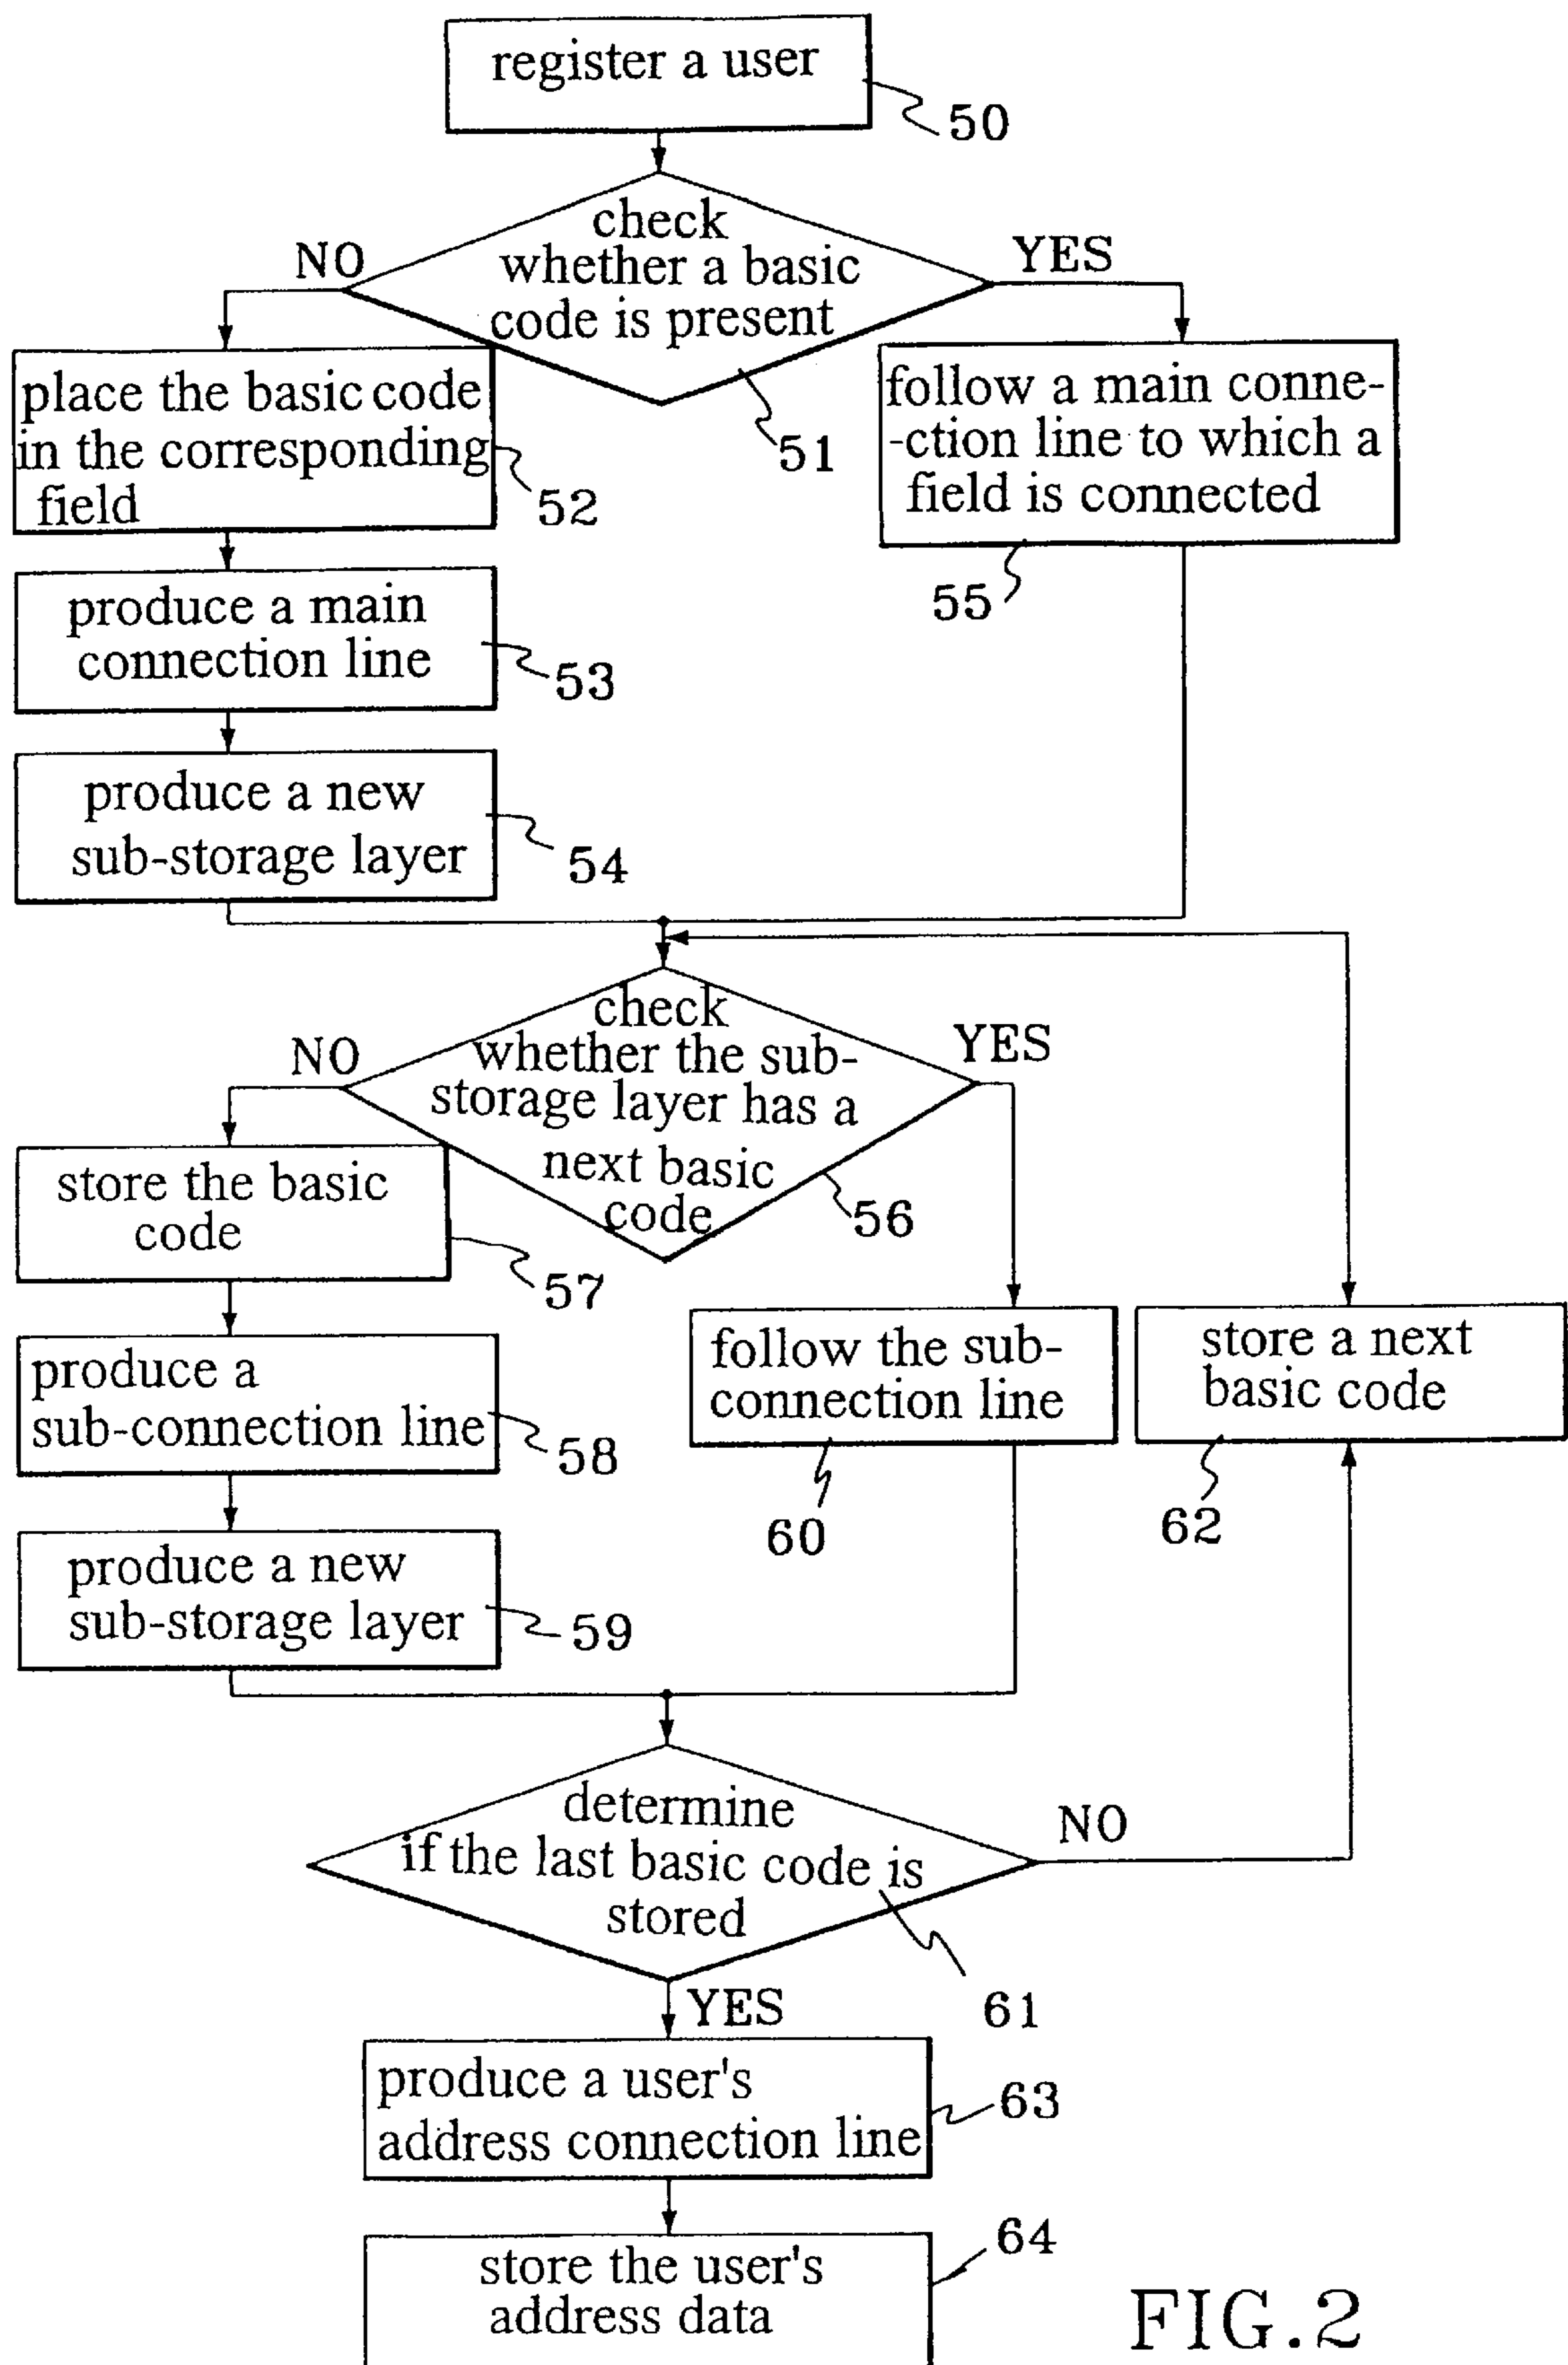 register a user
50
check
whether a basic
code is present
NO
YES
51
place the basic code
in the corresponding
field
52
follow a main conne-
-ction line to which a
field is connected
55
produce a main
connection line
53
produce a new
sub-storage layer
54
check
whether the sub-
storage layer has a
next basic
code
NO
YES
56
store the basic
code
57
produce a
sub-connection line
58
follow the sub-
connection line
60
store a next
basic code
62
produce a new
sub-storage layer
59
determine
if the last basic code is
stored
NO
61
YES
produce a user's
address connection line
63
store the user's
address data
64
FIG.2